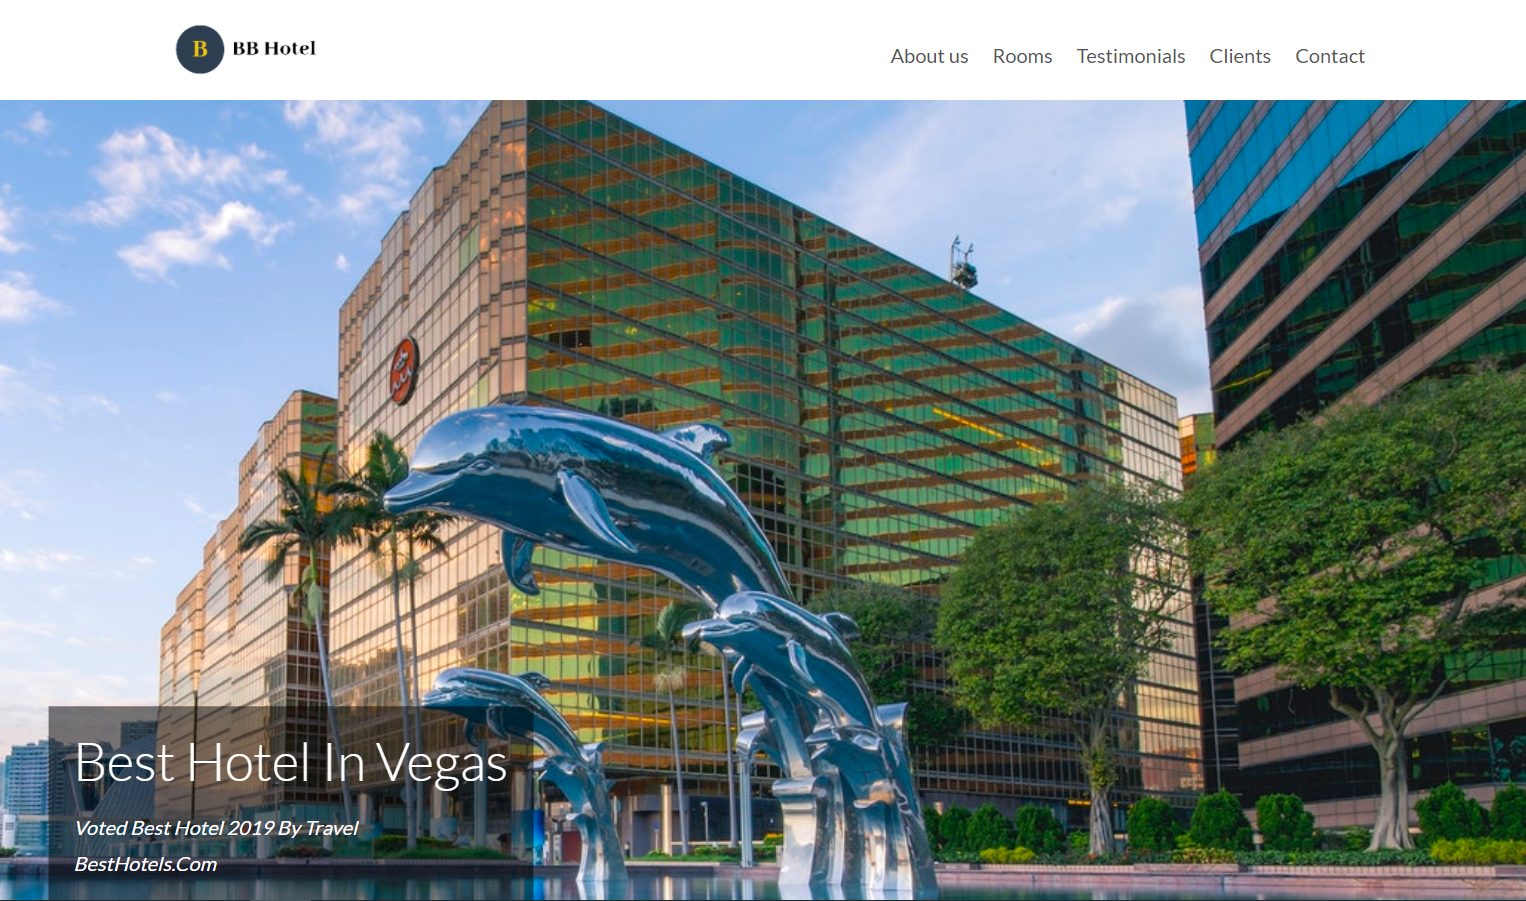 B
BB Hotel
About us Rooms Testimonials Clients Contact
Best Hotel In Vegas
Voted Best Hotel 2019 By Travel
BestHotels.Com